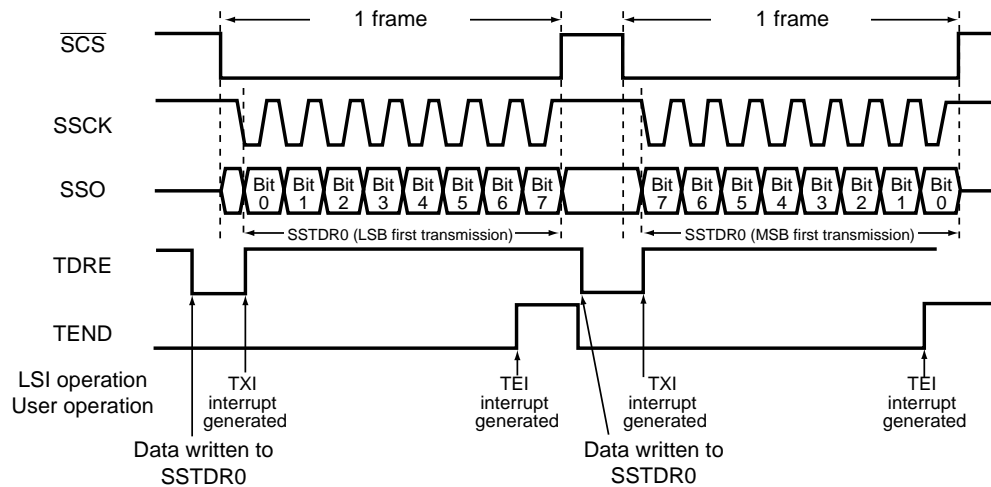 1 frame 1 frame
SCS
SSCK
SSO
Bit 0 Bit 1 Bit 2 Bit 3 Bit 4 Bit 5 Bit 6 Bit 7 Bit 7 Bit 6 Bit 5 Bit 4 Bit 3 Bit 2 Bit 1 Bit 0
SSTDR0 (LSB first transmission) SSTDR0 (MSB first transmission)
TDRE
TEND
LSI operation
User operation
TXI
interrupt
generated
TEI
interrupt
generated
TXI
interrupt
generated
TEI
interrupt
generated
Data written to
SSTDR0
Data written to
SSTDR0